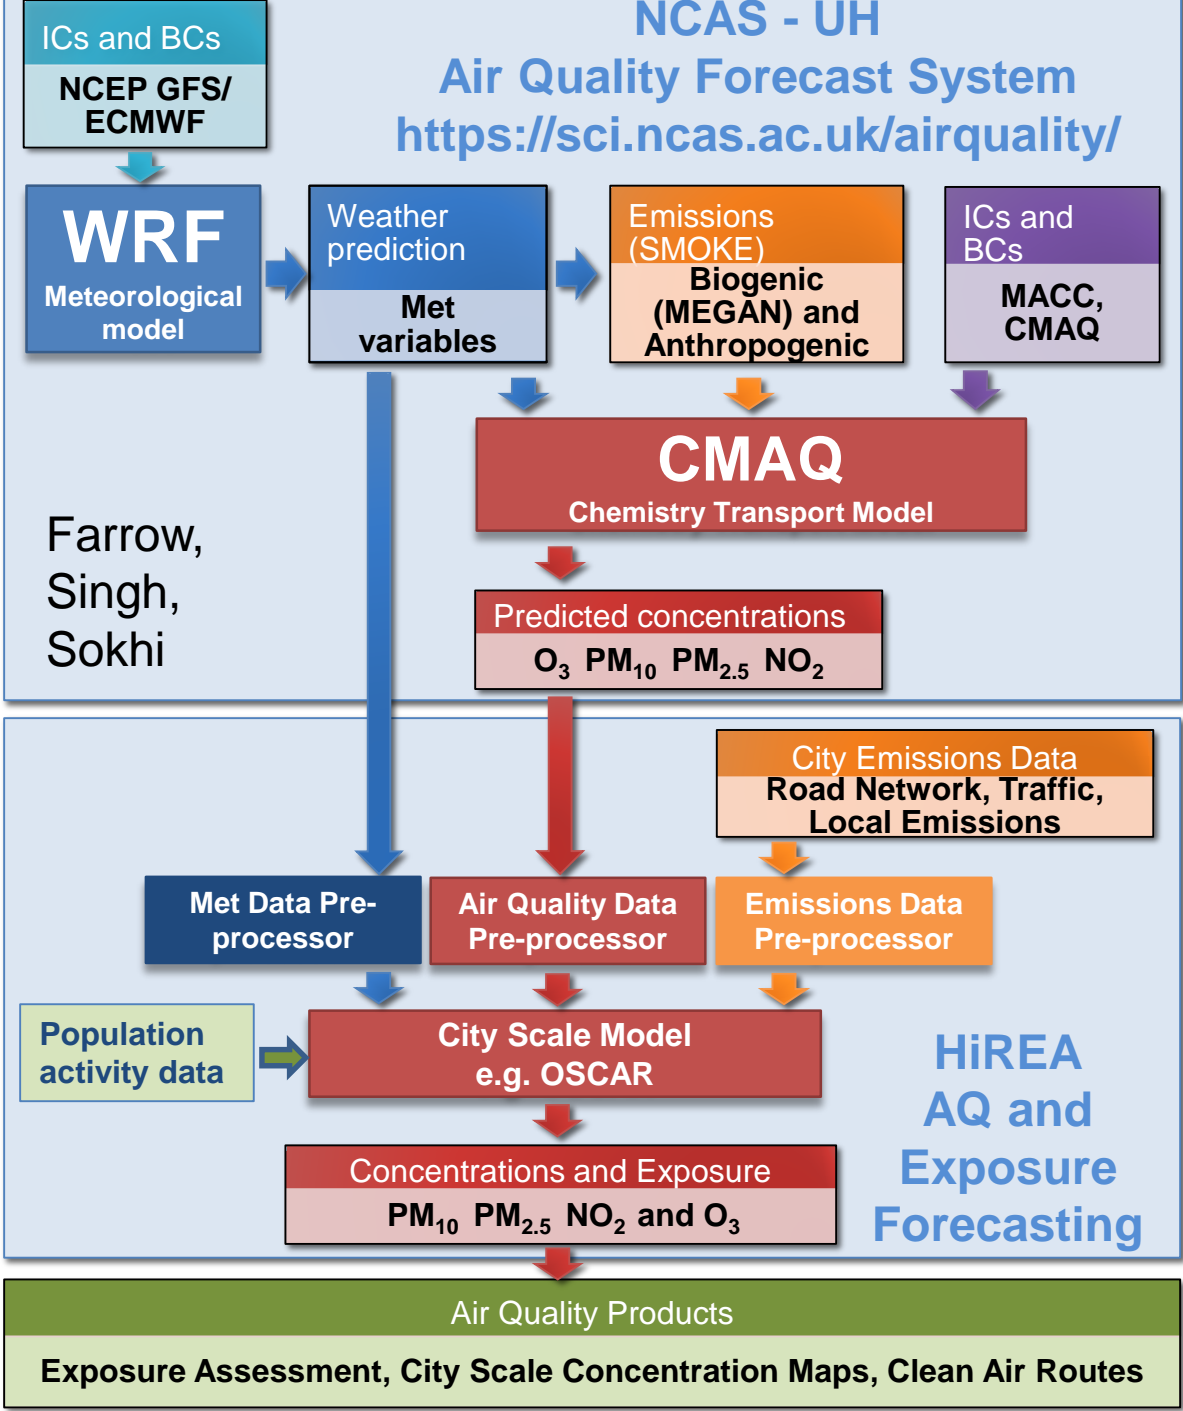 NCAS - UH
Air Quality Forecast System
https://sci.ncas.ac.uk/airquality/
ICs and BCs
NCEP GFS/
ECMWF
WRF
Meteorological
model
Weather
prediction
Met
variables
Emissions
(SMOKE)
Biogenic
(MEGAN) and
Anthropogenic
ICs and
BCs
MACC,
CMAQ
CMAQ
Chemistry Transport Model
Farrow,
Singh,
Sokhi
Predicted concentrations
O₃ PM₁₀ PM₂.₅ NO₂
City Emissions Data
Road Network, Traffic,
Local Emissions
Met Data Pre-
processor
Air Quality Data
Pre-processor
Emissions Data
Pre-processor
Population
activity data
City Scale Model
e.g. OSCAR
HiREA
AQ and
Exposure
Forecasting
Concentrations and Exposure
PM₁₀ PM₂.₅ NO₂ and O₃
Air Quality Products
Exposure Assessment, City Scale Concentration Maps, Clean Air Routes